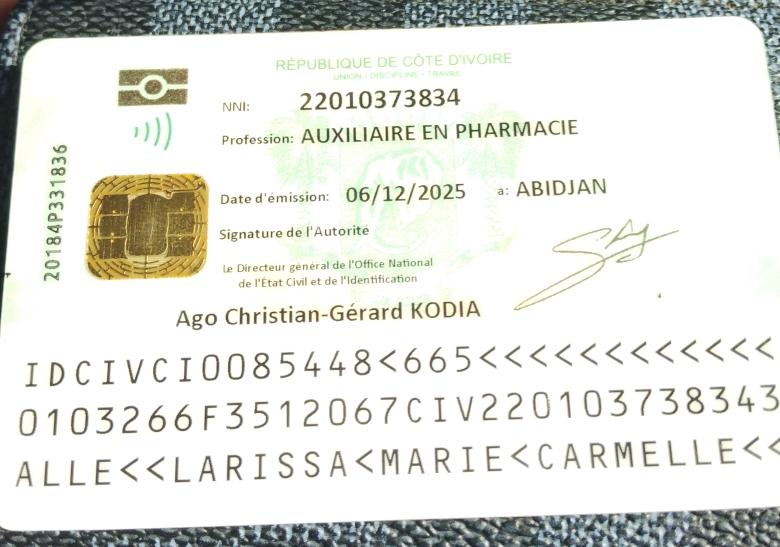 RÉPUBLIQUE DE CÔTE D'IVOIRE
UNION - DISCIPLINE - TRAVAIL
NNI: 22010373834
Profession: AUXILIAIRE EN PHARMACIE
20184P331836
Date d'émission: 06/12/2025 à: ABIDJAN
Signature de l'Autorité
Le Directeur général de l'Office National
de l'État Civil et de l'Identification
Ago Christian-Gérard KODIA
IDCIVCI0085448<665<<<<<<<<<<<<
0103266F3512067CIV220103738343
ALLE<<LARISSA<MARIE<CARMELLE<<